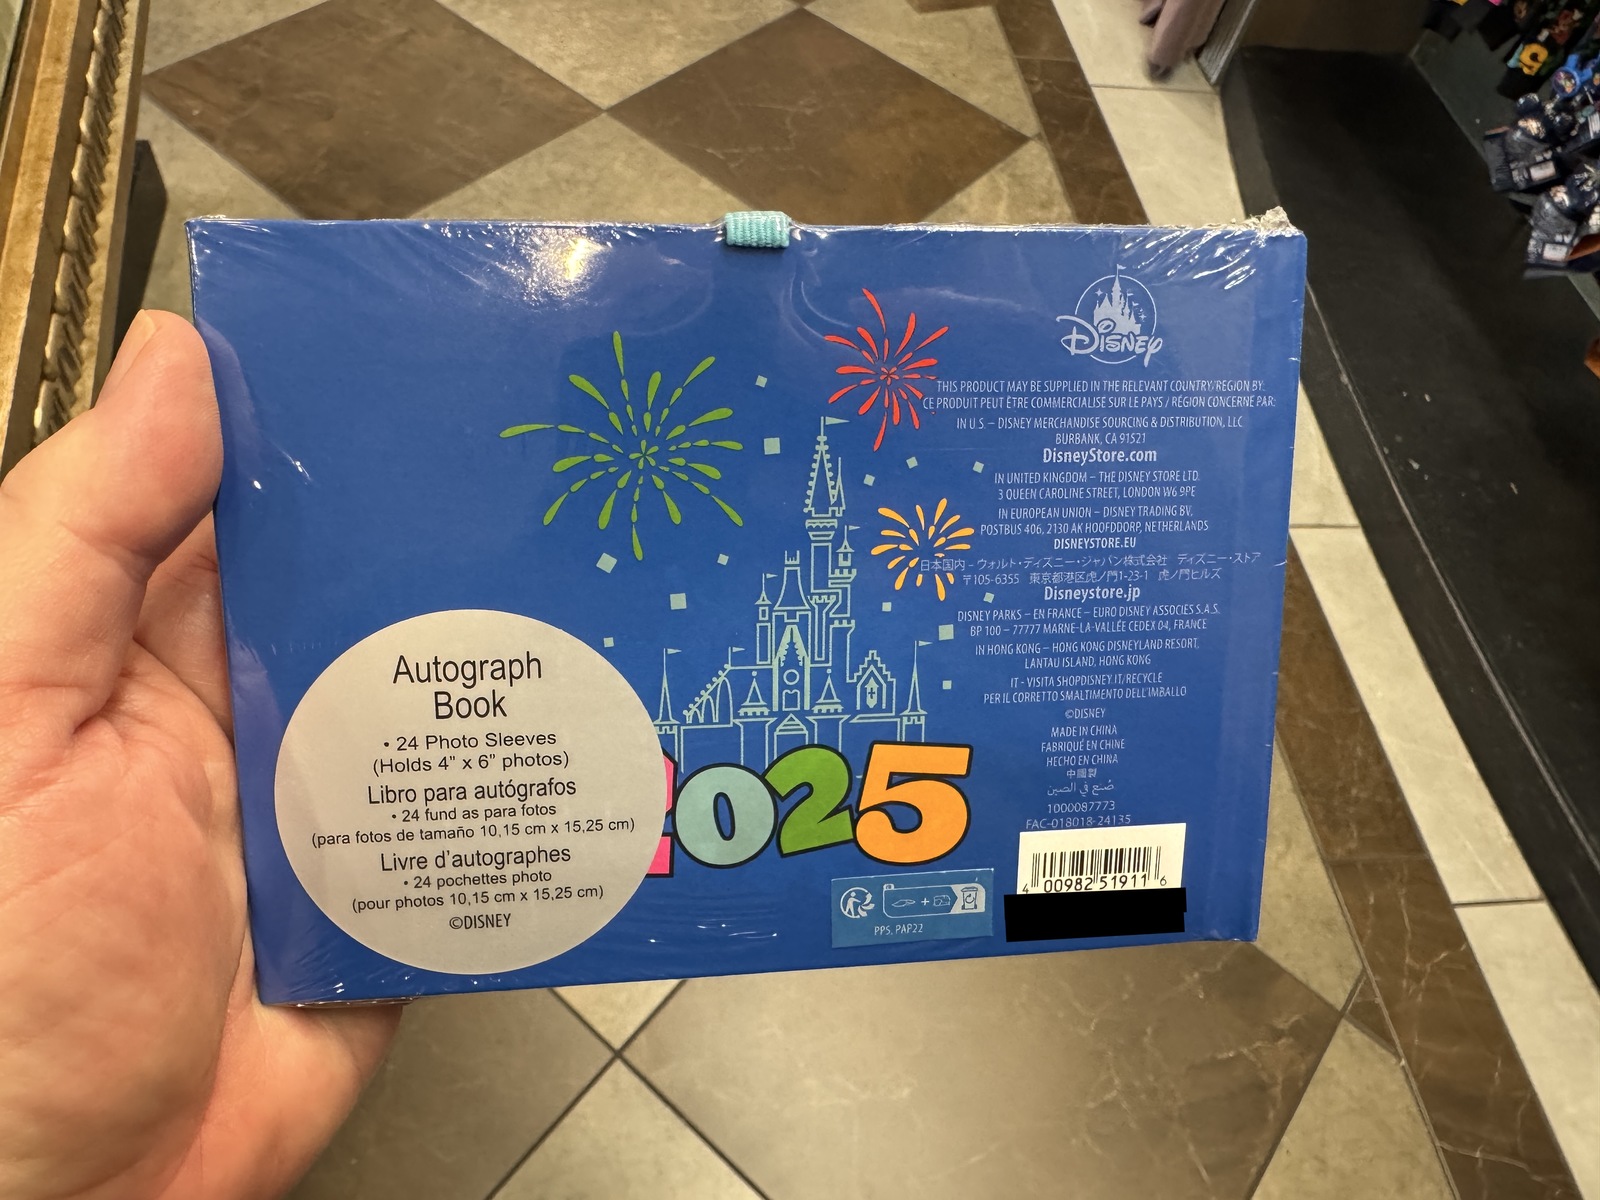 Autograph
Book
• 24 Photo Sleeves
(Holds 4" x 6" photos)
Libro para autógrafos
• 24 fund as para fotos
(para fotos de tamaño 10,15 cm x 15,25 cm)
Livre d'autographes
• 24 pochettes photo
(pour photos 10,15 cm x 15,25 cm)
©DISNEY
2025
Disney
THIS PRODUCT MAY BE SUPPLIED IN THE RELEVANT COUNTRY/REGION BY:
CE PRODUIT PEUT ÊTRE COMMERCIALISE SUR LE PAYS / RÉGION CONCERNE PAR:
IN U.S. – DISNEY MERCHANDISE SOURCING & DISTRIBUTION, LLC
BURBANK, CA 91521
DisneyStore.com
IN UNITED KINGDOM – THE DISNEY STORE LTD.
3 QUEEN CAROLINE STREET, LONDON W6 9PE
IN EUROPEAN UNION – DISNEY TRADING BV.
POSTBUS 406, 2130 AK HOOFDDORP, NETHERLANDS
DISNEYSTORE.EU
日本国内 – ウォルト・ディズニー・ジャパン株式会社 ディズニー・ストア
〒105-6355 東京都港区虎ノ門1-23-1 虎ノ門ヒルズ
Disneystore.jp
DISNEY PARKS – EN FRANCE – EURO DISNEY ASSOCIES S.A.S.
BP 100 – 77777 MARNE-LA-VALLÉE CEDEX 04, FRANCE
IN HONG KONG – HONG KONG DISNEYLAND RESORT,
LANTAU ISLAND, HONG KONG
IT - VISITA SHOPDISNEY.IT/RECYCLE
PER IL CORRETTO SMALTIMENTO DELL'IMBALLO
©DISNEY
MADE IN CHINA
FABRIQUÉ EN CHINE
HECHO EN CHINA
中國製
صُنع في الصين
1000087773
FAC-018018-24135
4 00982 51911 6
PP5, PAP22